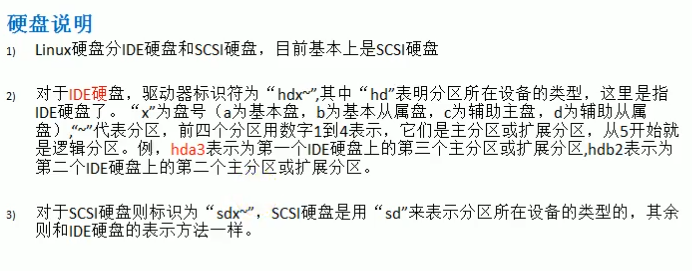 硬盘说明
1) Linux硬盘分IDE硬盘和SCSI硬盘，目前基本上是SCSI硬盘
2) 对于IDE硬盘，驱动器标识符为“hdx~”,其中“hd”表明分区所在设备的类型，这里是指
IDE硬盘了。“x”为盘号（a为基本盘，b为基本从属盘，c为辅助主盘，d为辅助从属
盘）,“~”代表分区，前四个分区用数字1到4表示，它们是主分区或扩展分区，从5开始就
是逻辑分区。例，hda3表示为第一个IDE硬盘上的第三个主分区或扩展分区,hdb2表示为
第二个IDE硬盘上的第二个主分区或扩展分区。
3) 对于SCSI硬盘则标识为“sdx~”，SCSI硬盘是用“sd”来表示分区所在设备的类型的，其余
则和IDE硬盘的表示方法一样。